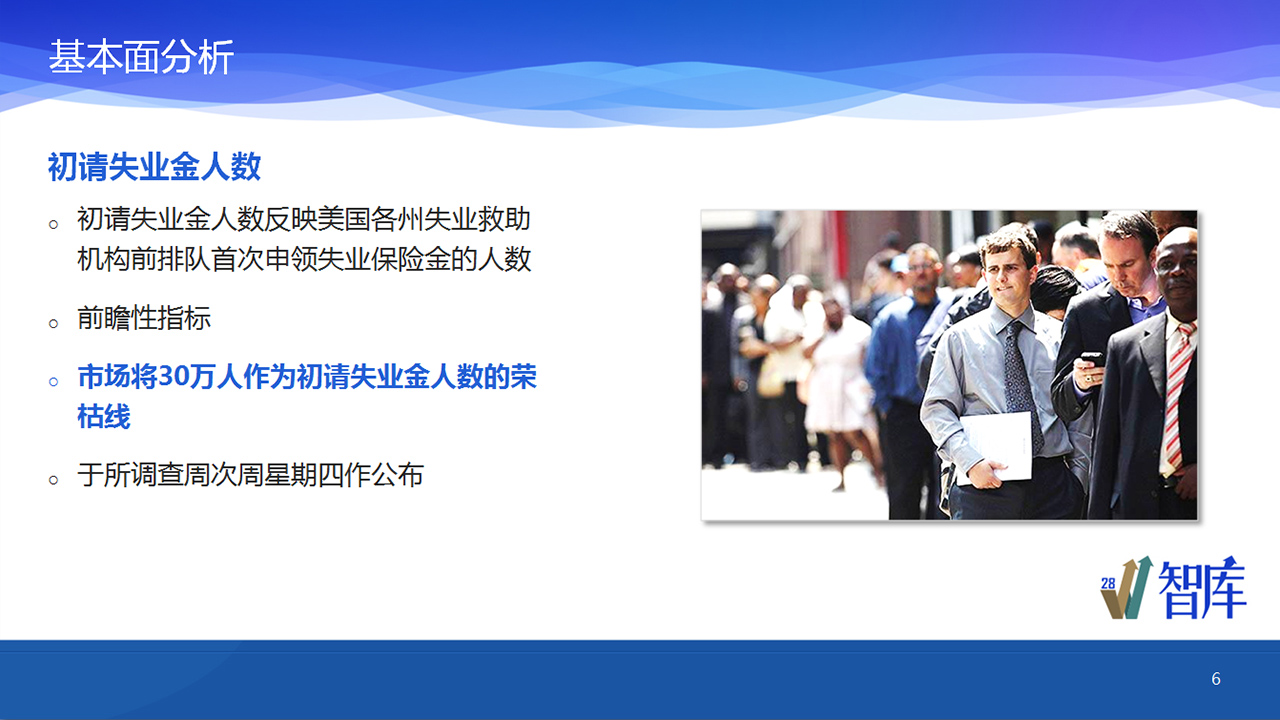 基本面分析
初请失业金人数
初请失业金人数反映美国各州失业救助
机构前排队首次申领失业保险金的人数
前瞻性指标
市场将30万人作为初请失业金人数的荣
枯线
于所调查周次周星期四作公布
28
智库
6